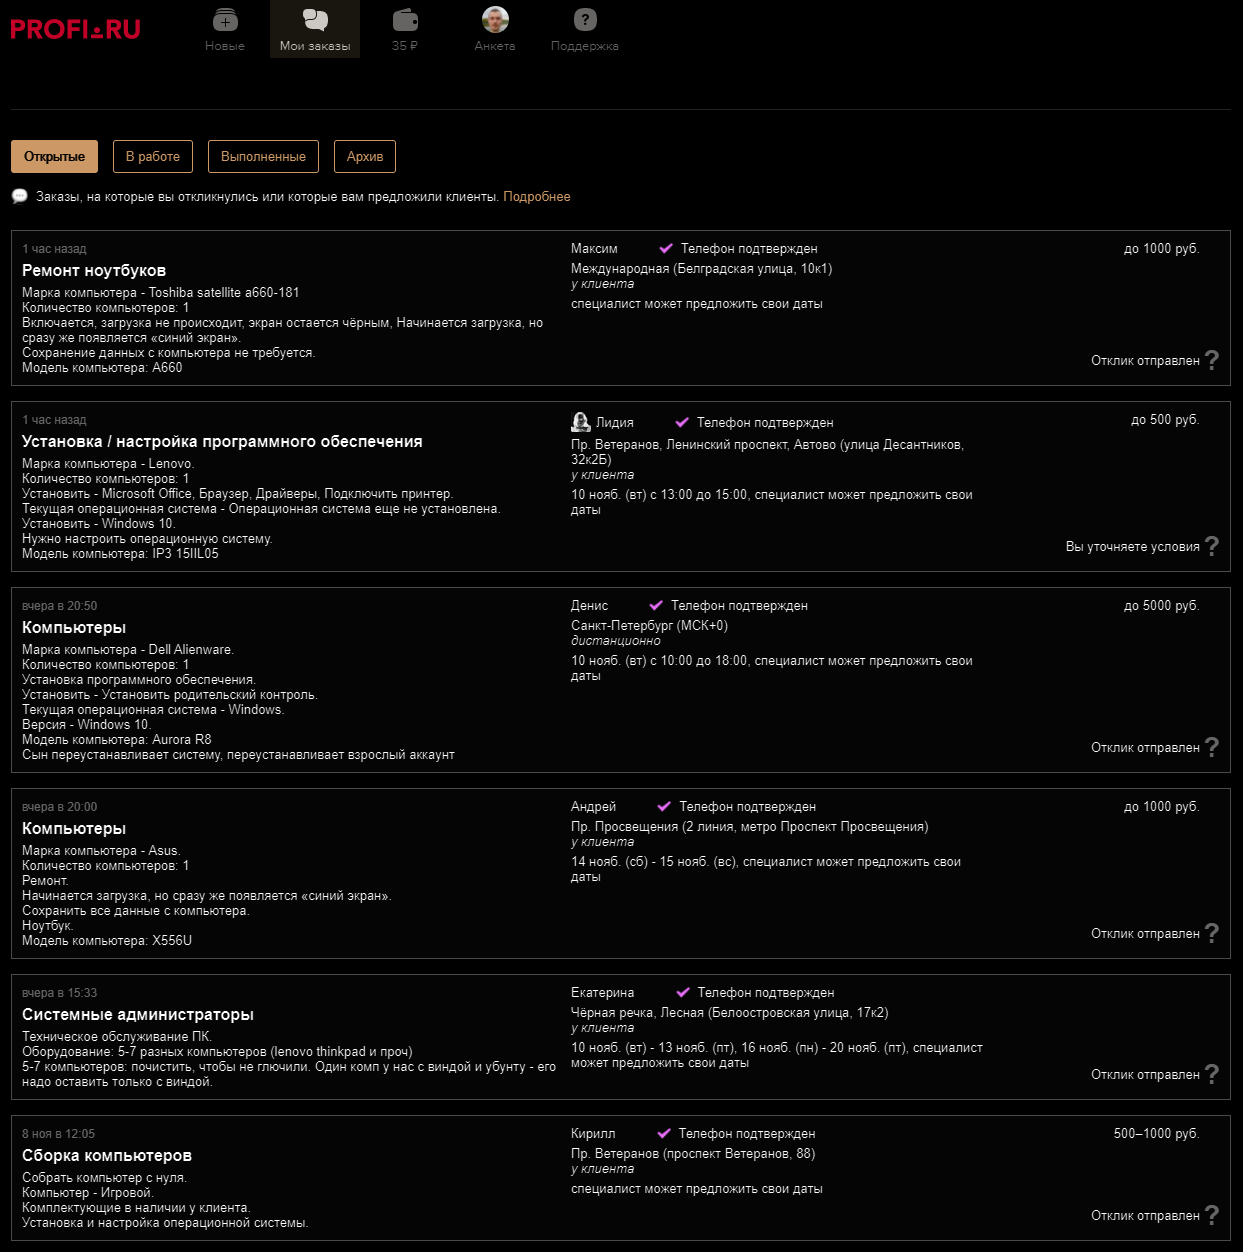 PROFI.RU
Новые
Мои заказы
35 ₽
Анкета
?
Поддержка
Открытые
В работе
Выполненные
Архив
Заказы, на которые вы откликнулись или которые вам предложили клиенты. Подробнее
1 час назад
Ремонт ноутбуков
Марка компьютера - Toshiba satellite a660-181
Количество компьютеров: 1
Включается, загрузка не происходит, экран остается чёрным, Начинается загрузка, но
сразу же появляется «синий экран».
Сохранение данных с компьютера не требуется.
Модель компьютера: A660
Максим
Телефон подтвержден
Международная (Белградская улица, 10к1)
у клиента
специалист может предложить свои даты
до 1000 руб.
Отклик отправлен ?
1 час назад
Установка / настройка программного обеспечения
Марка компьютера - Lenovo.
Количество компьютеров: 1
Установить - Microsoft Office, Браузер, Драйверы, Подключить принтер.
Текущая операционная система - Операционная система еще не установлена.
Установить - Windows 10.
Нужно настроить операционную систему.
Модель компьютера: IP3 15IIL05
Лидия
Телефон подтвержден
Пр. Ветеранов, Ленинский проспект, Автово (улица Десантников,
32к2Б)
у клиента
10 нояб. (вт) с 13:00 до 15:00, специалист может предложить свои
даты
до 500 руб.
Вы уточняете условия ?
вчера в 20:50
Компьютеры
Марка компьютера - Dell Alienware.
Количество компьютеров: 1
Установка программного обеспечения.
Установить - Установить родительский контроль.
Текущая операционная система - Windows.
Версия - Windows 10.
Модель компьютера: Aurora R8
Сын переустанавливает систему, переустанавливает взрослый аккаунт
Денис
Телефон подтвержден
Санкт-Петербург (МСК+0)
дистанционно
10 нояб. (вт) с 10:00 до 18:00, специалист может предложить свои
даты
до 5000 руб.
Отклик отправлен ?
вчера в 20:00
Компьютеры
Марка компьютера - Asus.
Количество компьютеров: 1
Ремонт.
Начинается загрузка, но сразу же появляется «синий экран».
Сохранить все данные с компьютера.
Ноутбук.
Модель компьютера: X556U
Андрей
Телефон подтвержден
Пр. Просвещения (2 линия, метро Проспект Просвещения)
у клиента
14 нояб. (сб) - 15 нояб. (вс), специалист может предложить свои
даты
до 1000 руб.
Отклик отправлен ?
вчера в 15:33
Системные администраторы
Техническое обслуживание ПК.
Оборудование: 5-7 разных компьютеров (lenovo thinkpad и проч)
5-7 компьютеров: почистить, чтобы не глючили. Один комп у нас с виндой и убунту - его
надо оставить только с виндой.
Екатерина
Телефон подтвержден
Чёрная речка, Лесная (Белоостровская улица, 17к2)
у клиента
10 нояб. (вт) - 13 нояб. (пт), 16 нояб. (пн) - 20 нояб. (пт), специалист
может предложить свои даты
Отклик отправлен ?
8 ноя в 12:05
Сборка компьютеров
Собрать компьютер с нуля.
Компьютер - Игровой.
Комплектующие в наличии у клиента.
Установка и настройка операционной системы.
Кирилл
Телефон подтвержден
Пр. Ветеранов (проспект Ветеранов, 88)
у клиента
специалист может предложить свои даты
500–1000 руб.
Отклик отправлен ?